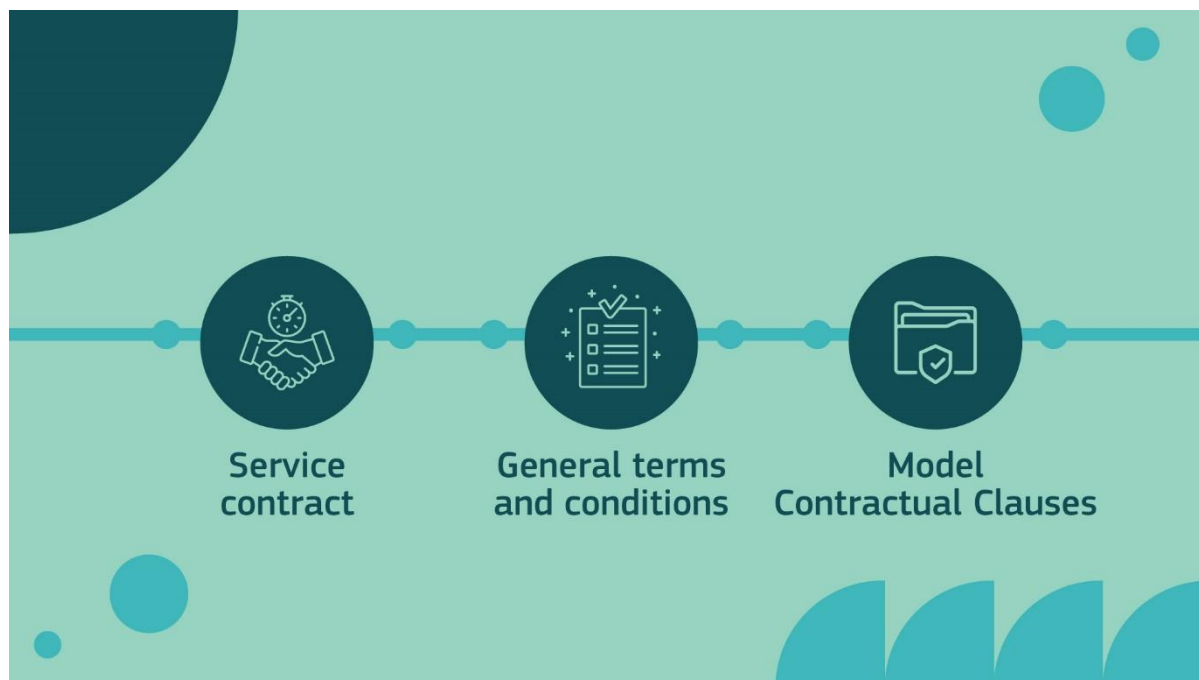 Service
contract
General terms
and conditions
Model
Contractual Clauses